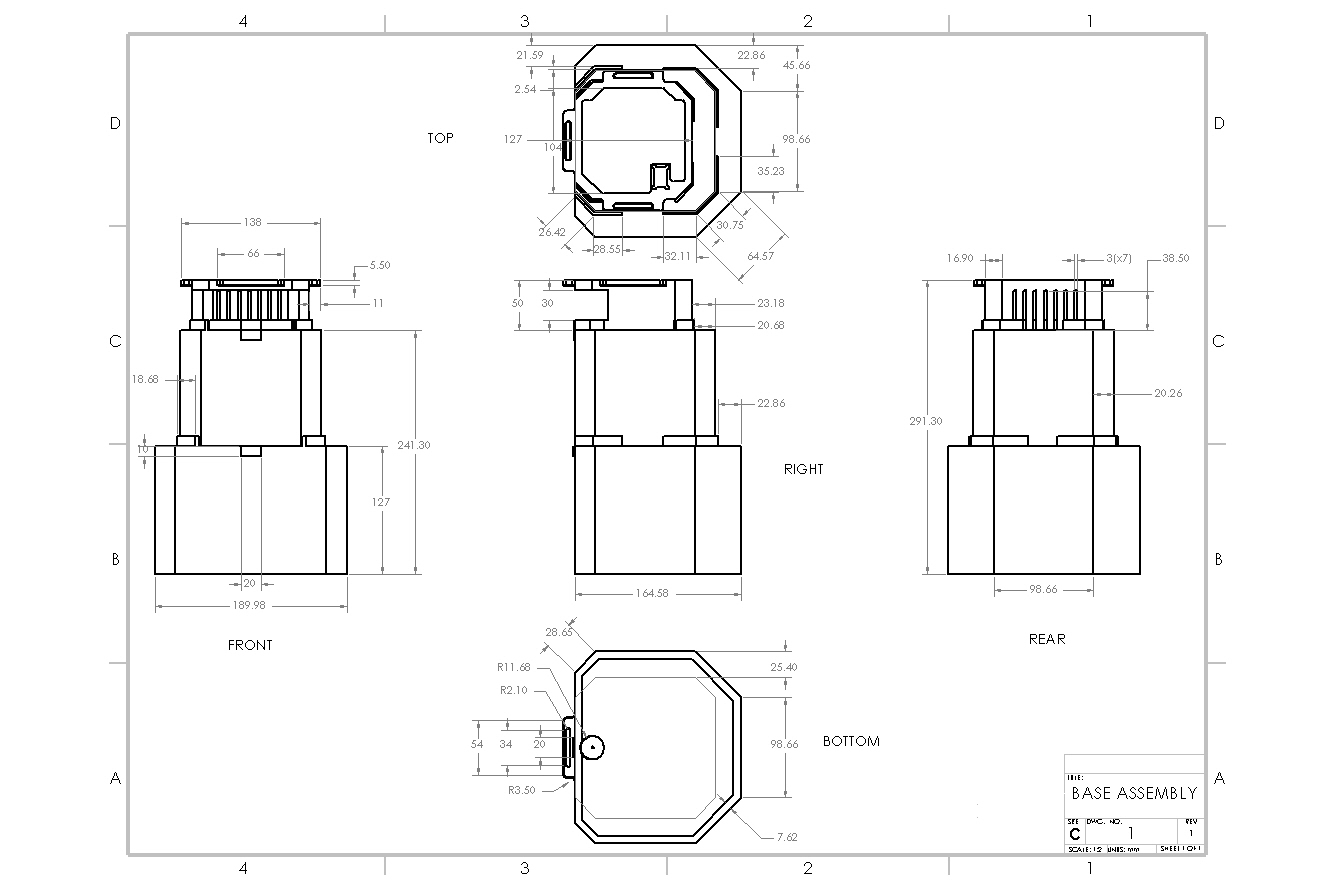 4 3 2 1
21.59 22.86
45.66
2.54
D D
TOP 127 104 98.66
35.23
138 26.42 30.75
28.55 32.11 64.57
66 5.50 16.90 3(x7) 38.50
11 50 30 23.18
20.68
C C
18.68 20.26
22.86
291.30
10 241.30
RIGHT
127
B B
20 98.66
189.98 164.58
FRONT REAR
28.65
R11.68 25.40
R2.10
54 34 20 98.66 BOTTOM
A A
R3.50
7.62
TITLE:
BASE ASSEMBLY
SIZE DWG. NO. REV
C 1 1
SCALE: 1:2 UNITS: mm SHEET 1 OF 1
4 3 2 1